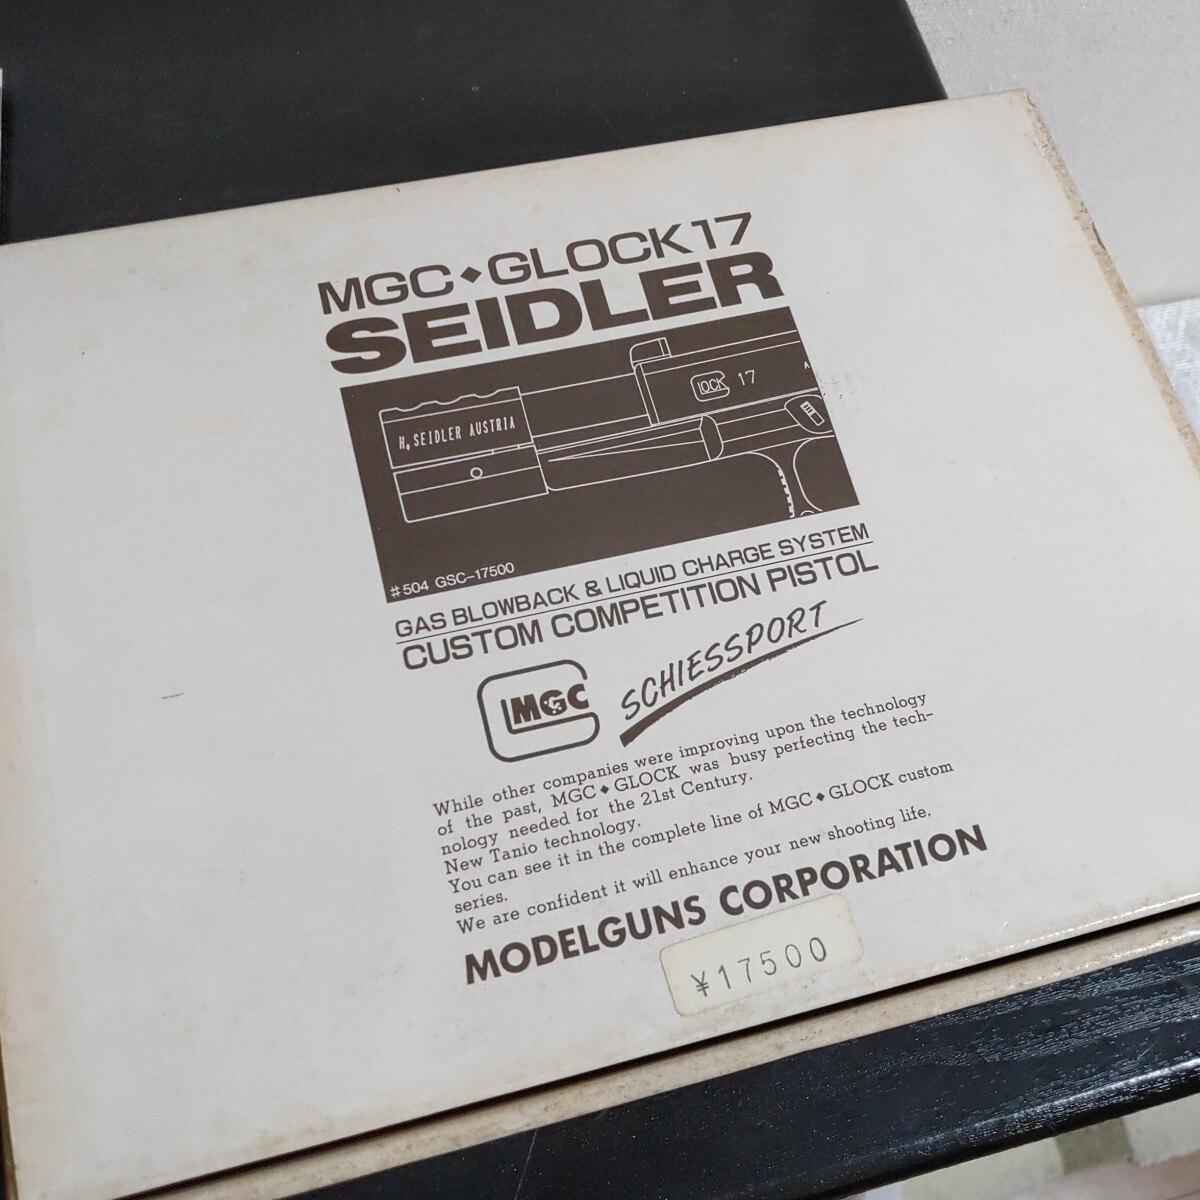 MGC◆GLOCK17
SEIDLER
LOCK 17
A
H. SEIDLER AUSTRIA
#504 GSC-17500
GAS BLOWBACK & LIQUID CHARGE SYSTEM
CUSTOM COMPETITION PISTOL
MGC
SCHIESSPORT
While other companies were improving upon the technology
of the past, MGC◆GLOCK was busy perfecting the tech-
nology needed for the 21st Century.
New Tanio technology.
You can see it in the complete line of MGC◆GLOCK custom
series.
We are confident it will enhance your new shooting life.
MODELGUNS CORPORATION
¥17500